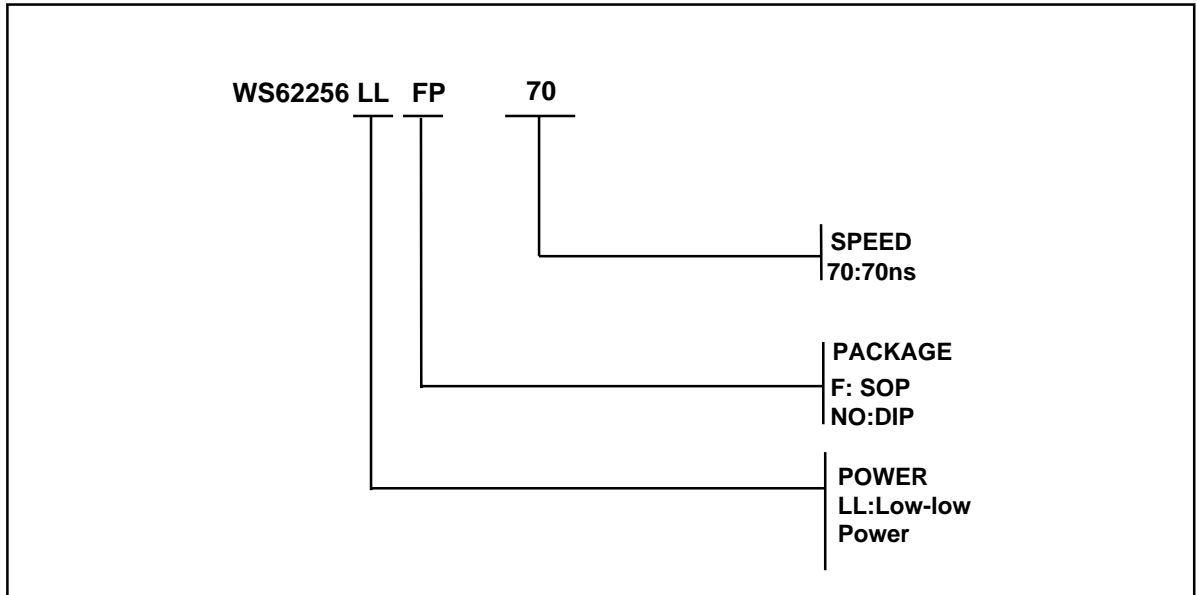 WS62256 LL FP 70
SPEED
70:70ns
PACKAGE
F: SOP
NO:DIP
POWER
LL:Low-low
Power